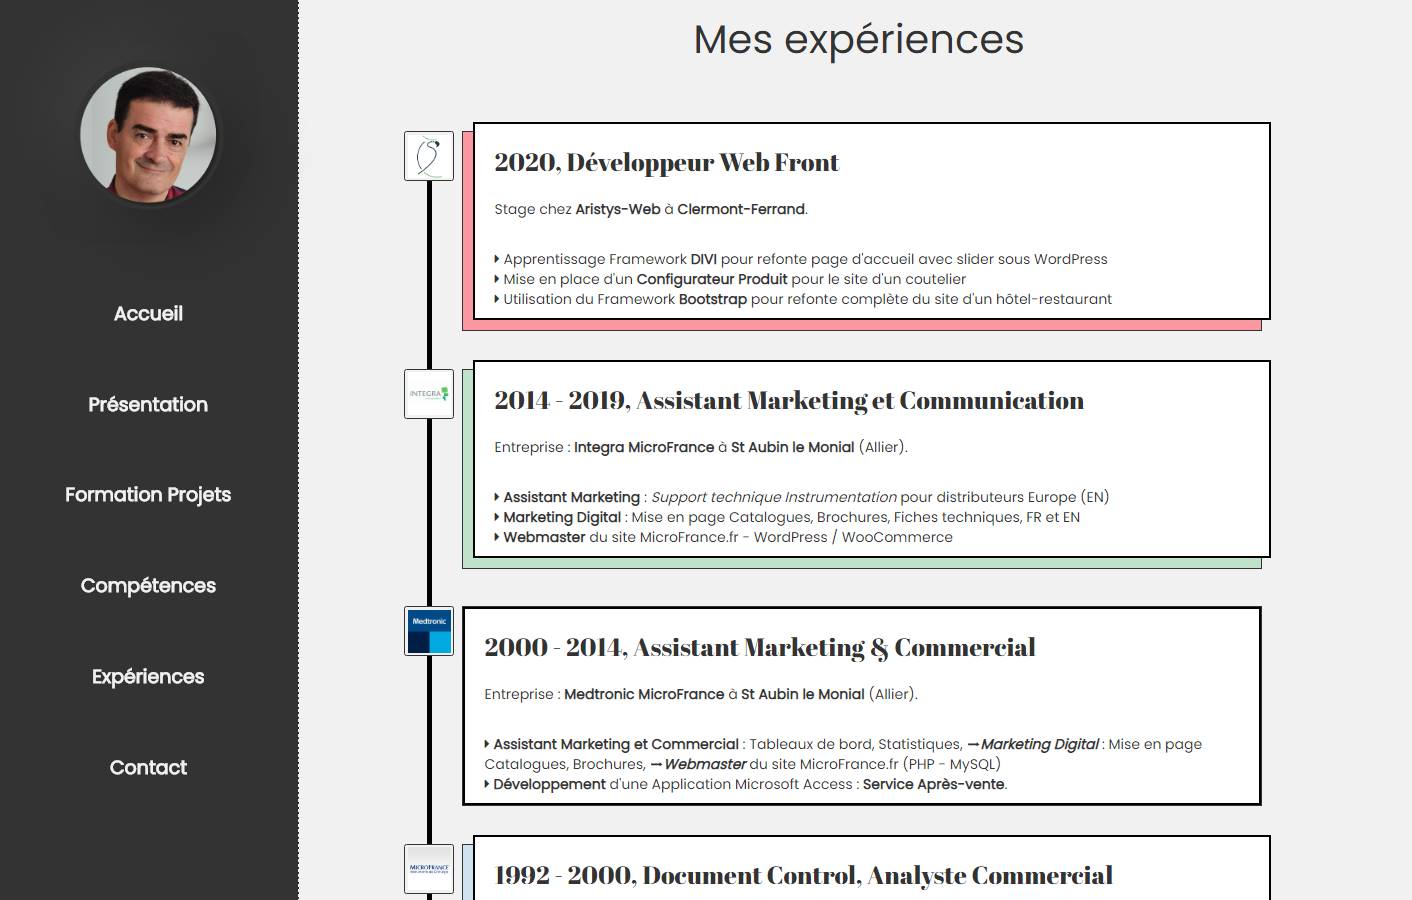 Mes expériences
Accueil
Présentation
Formation Projets
Compétences
Expériences
Contact
2020, Développeur Web Front
Stage chez Aristys-Web à Clermont-Ferrand.
Apprentissage Framework DIVI pour refonte page d'accueil avec slider sous WordPress
Mise en place d'un Configurateur Produit pour le site d'un coutelier
Utilisation du Framework Bootstrap pour refonte complète du site d'un hôtel-restaurant
INTEGRA
2014 - 2019, Assistant Marketing et Communication
Entreprise : Integra MicroFrance à St Aubin le Monial (Allier).
Assistant Marketing : Support technique Instrumentation pour distributeurs Europe (EN)
Marketing Digital : Mise en page Catalogues, Brochures, Fiches techniques, FR et EN
Webmaster du site MicroFrance.fr - WordPress / WooCommerce
Medtronic
2000 - 2014, Assistant Marketing & Commercial
Entreprise : Medtronic MicroFrance à St Aubin le Monial (Allier).
Assistant Marketing et Commercial : Tableaux de bord, Statistiques, →Marketing Digital : Mise en page
Catalogues, Brochures, →Webmaster du site MicroFrance.fr (PHP - MySQL)
Développement d'une Application Microsoft Access : Service Après-vente.
MICROFRANCE
1992 - 2000, Document Control, Analyste Commercial